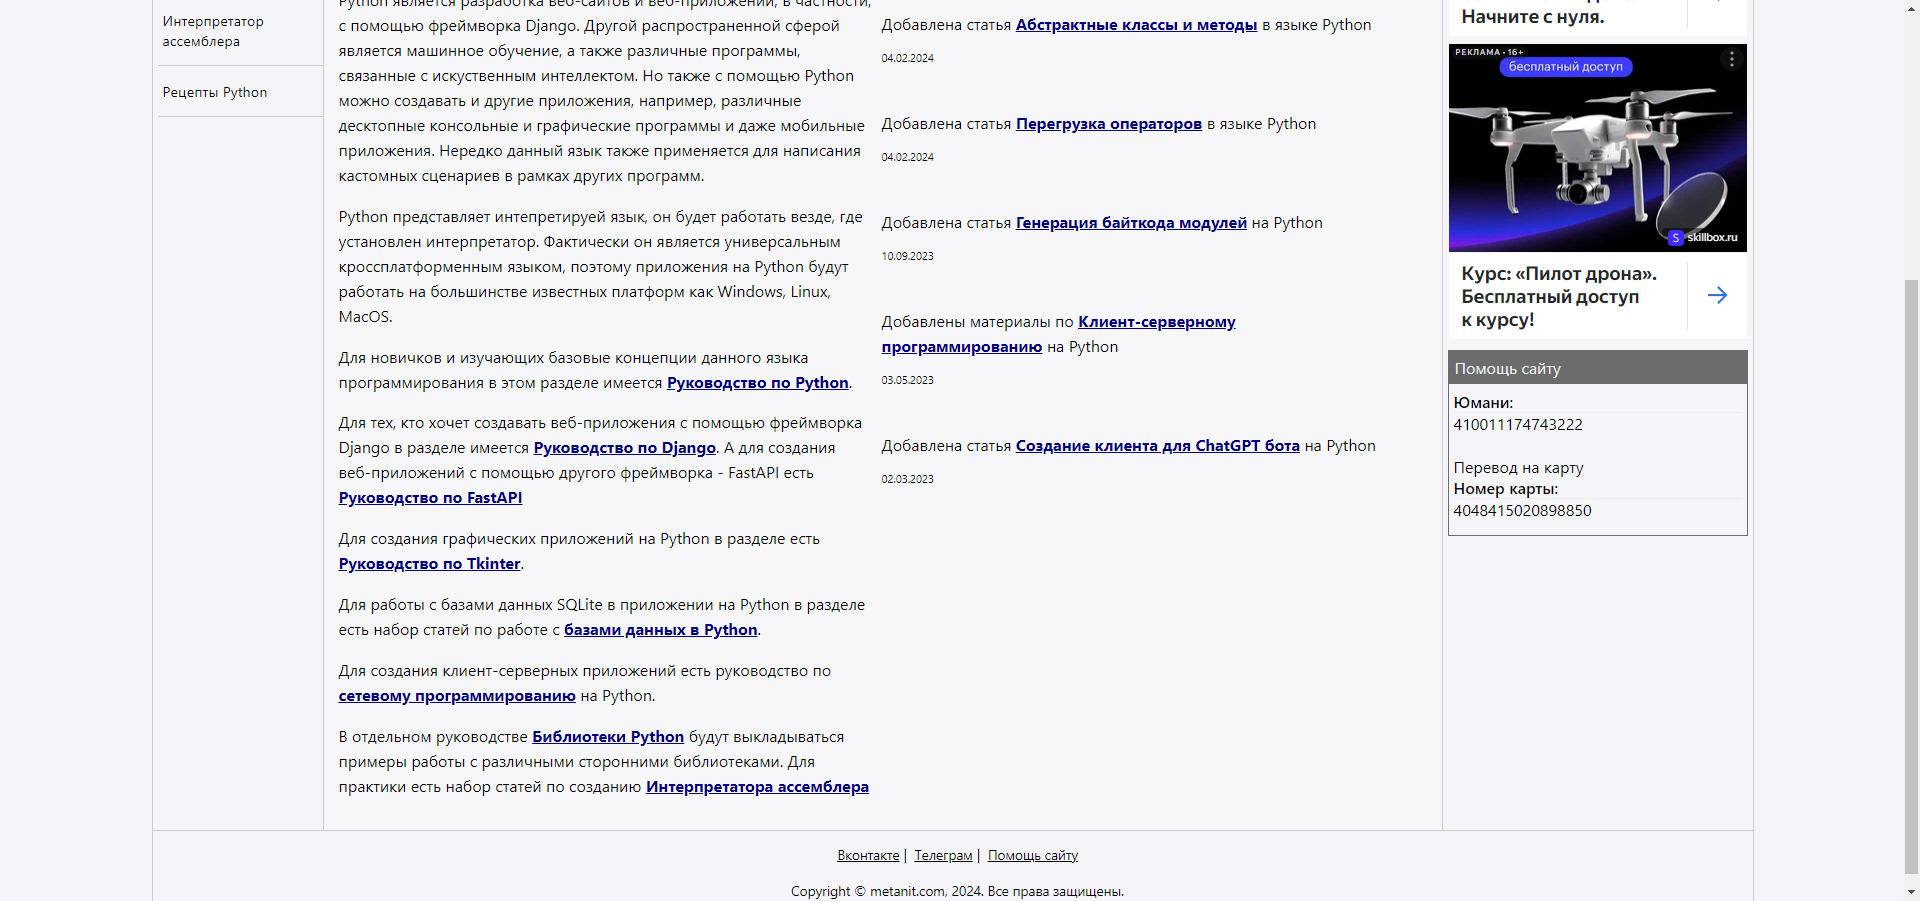 Интерпретатор
ассемблера
Рецепты Python
Python является разработка веб-сайтов и веб-приложений, в частности,
с помощью фреймворка Django. Другой распространенной сферой
является машинное обучение, а также различные программы,
связанные с искуственным интеллектом. Но также с помощью Python
можно создавать и другие приложения, например, различные
десктопные консольные и графические программы и даже мобильные
приложения. Нередко данный язык также применяется для написания
кастомных сценариев в рамках других программ.
Python представляет интепретируей язык, он будет работать везде, где
установлен интерпретатор. Фактически он является универсальным
кроссплатформенным языком, поэтому приложения на Python будут
работать на большинстве известных платформ как Windows, Linux,
MacOS.
Для новичков и изучающих базовые концепции данного языка
программирования в этом разделе имеется Руководство по Python.
Для тех, кто хочет создавать веб-приложения с помощью фреймворка
Django в разделе имеется Руководство по Django. А для создания
веб-приложений с помощью другого фреймворка - FastAPI есть
Руководство по FastAPI
Для создания графических приложений на Python в разделе есть
Руководство по Tkinter.
Для работы с базами данных SQLite в приложении на Python в разделе
есть набор статей по работе с базами данных в Python.
Для создания клиент-серверных приложений есть руководство по
сетевому программированию на Python.
В отдельном руководстве Библиотеки Python будут выкладываться
примеры работы с различными сторонними библиотеками. Для
практики есть набор статей по созданию Интерпретатора ассемблера
Добавлена статья Абстрактные классы и методы в языке Python
04.02.2024
Добавлена статья Перегрузка операторов в языке Python
04.02.2024
Добавлена статья Генерация байткода модулей на Python
10.09.2023
Добавлены материалы по Клиент-серверному
программированию на Python
03.05.2023
Добавлена статья Создание клиента для ChatGPT бота на Python
02.03.2023
Начните с нуля.
РЕКЛАМА • 16+
бесплатный доступ
S skillbox.ru
Курс: «Пилот дрона».
Бесплатный доступ
к курсу!
Помощь сайту
Юмани:
410011174743222
Перевод на карту
Номер карты:
4048415020898850
Вконтакте | Телеграм | Помощь сайту
Copyright © metanit.com, 2024. Все права защищены.